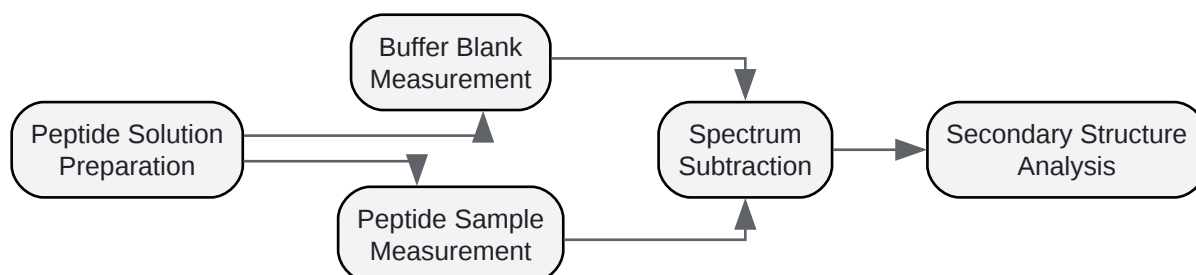 Peptide Solution
Preparation
Buffer Blank
Measurement
Peptide Sample
Measurement
Spectrum
Subtraction
Secondary Structure
Analysis